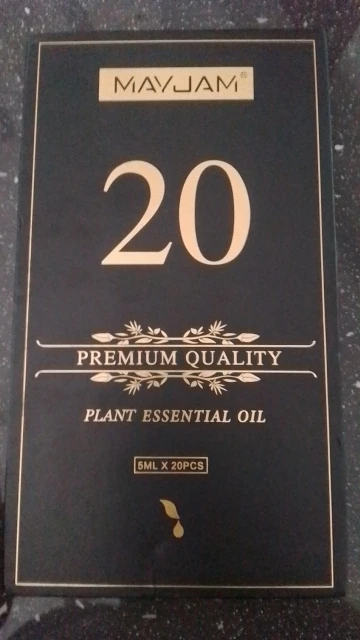 MAYJAM®
20
PREMIUM QUALITY
PLANT ESSENTIAL OIL
5ML X 20PCS